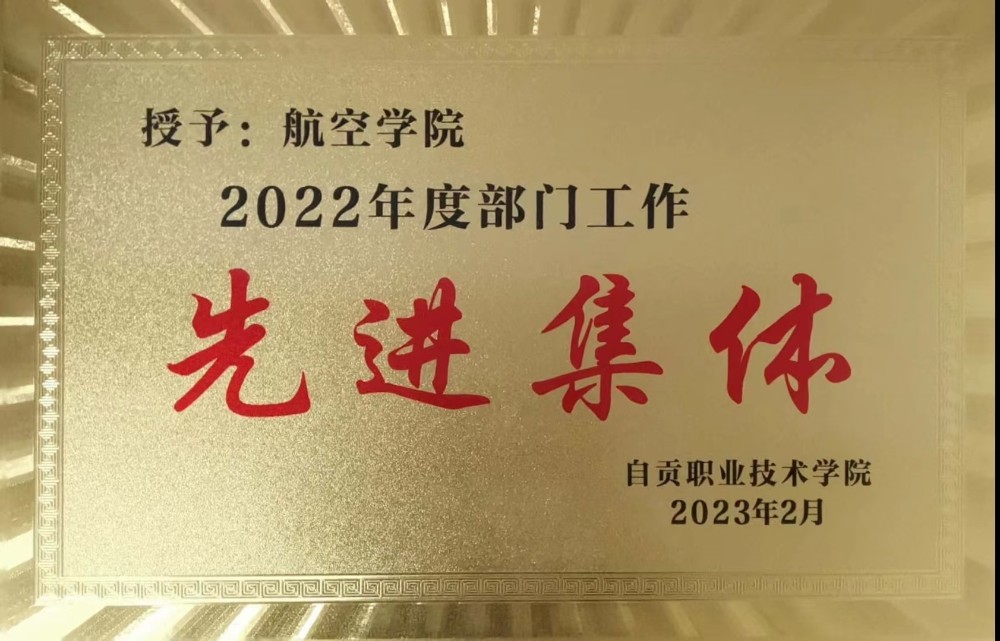 授予：航空学院
2022年度部门工作
先进集体
自贡职业技术学院
2023年2月